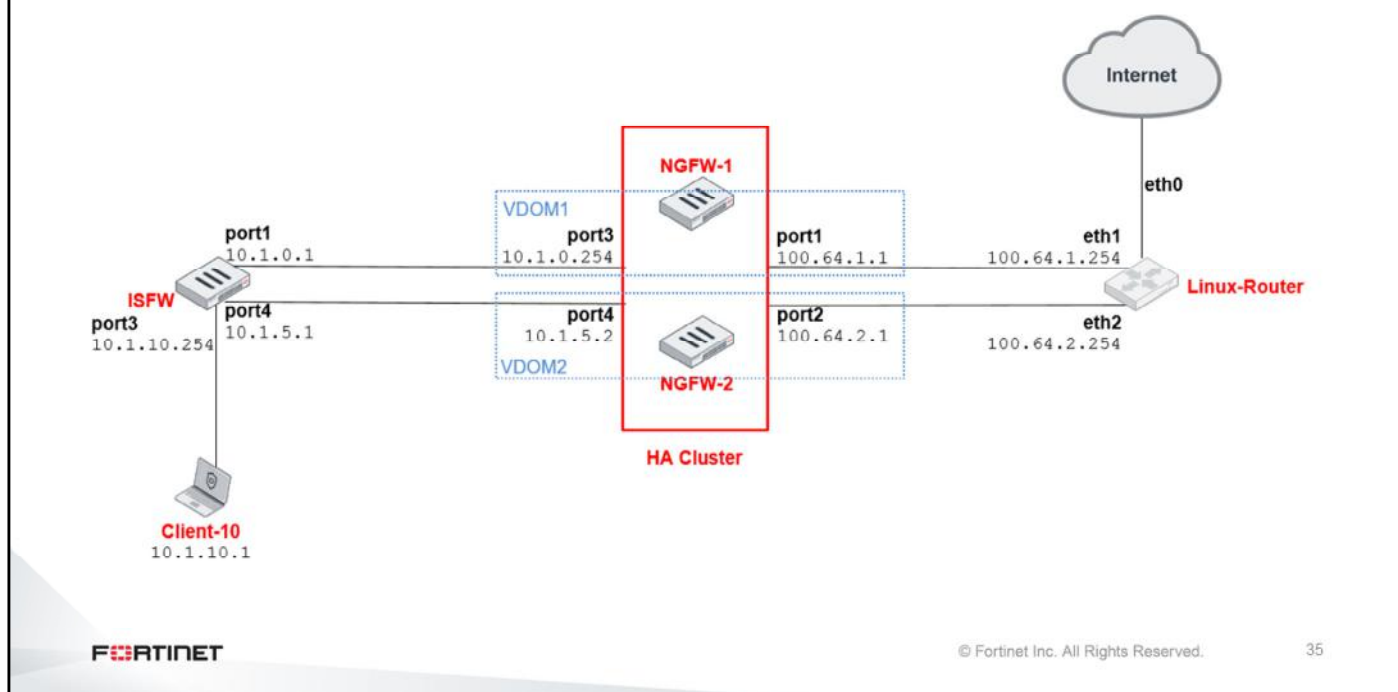 Internet
eth0
NGFW-1
VDOM1
port1
10.1.0.1
port3
10.1.0.254
port1
100.64.1.1
eth1
100.64.1.254
ISFW
Linux-Router
port3
10.1.10.254
port4
10.1.5.1
port4
10.1.5.2
port2
100.64.2.1
eth2
100.64.2.254
VDOM2
NGFW-2
HA Cluster
Client-10
10.1.10.1
FORTINET
© Fortinet Inc. All Rights Reserved.
35